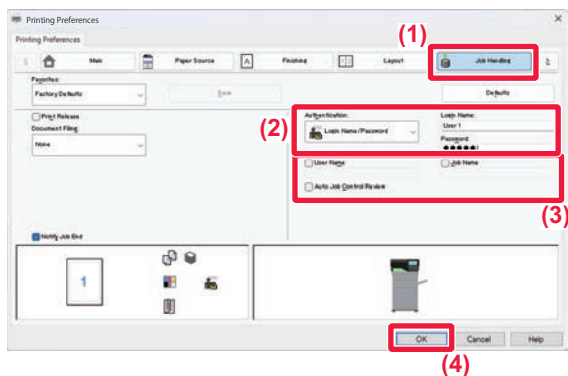 Printing Preferences
Printing Preferences
(1)
Main
Paper Source
Finishing
Layout
Job Handling
Favorites:
Factory Defaults
Save
Defaults
Print Release
Document Filing:
None
(2)
Authentication:
Login Name/Password
Login Name:
User 1
Password:
User Name
Job Name
Auto Job Control Review
(3)
Notify Job End
1
OK
Cancel
Help
(4)